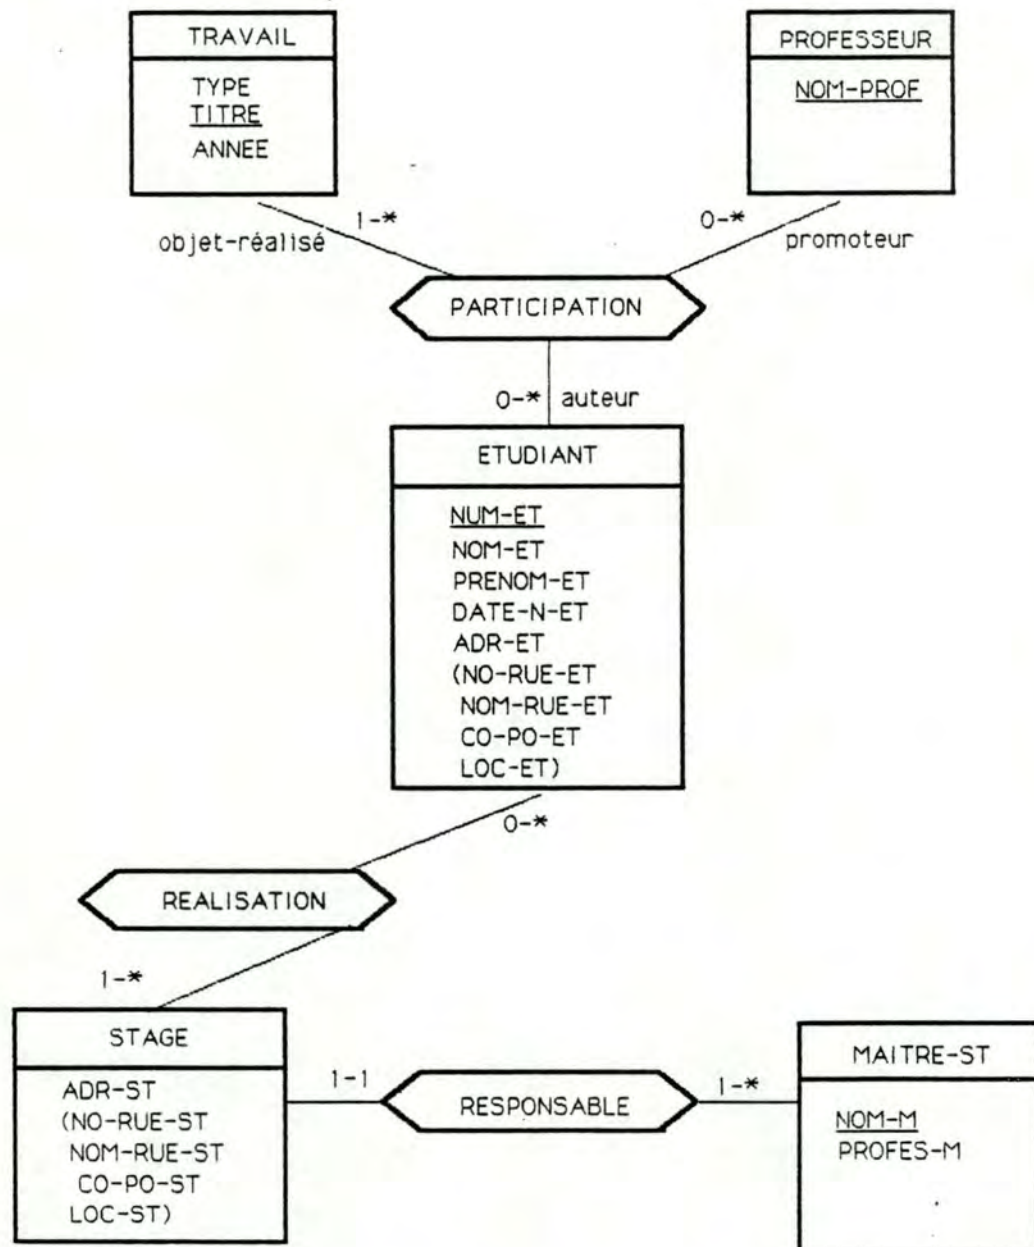 TRAVAIL
TYPE
TITRE
ANNEE
PROFESSEUR
NOM-PROF
1-*
objet-réalisé
0-*
promoteur
PARTICIPATION
0-*
auteur
ETUDIANT
NUM-ET
NOM-ET
PRENOM-ET
DATE-N-ET
ADR-ET
(NO-RUE-ET
NOM-RUE-ET
CO-PO-ET
LOC-ET)
0-*
REALISATION
1-*
STAGE
ADR-ST
(NO-RUE-ST
NOM-RUE-ST
CO-PO-ST
LOC-ST)
1-1
RESPONSABLE
1-*
MAITRE-ST
NOM-M
PROFES-M